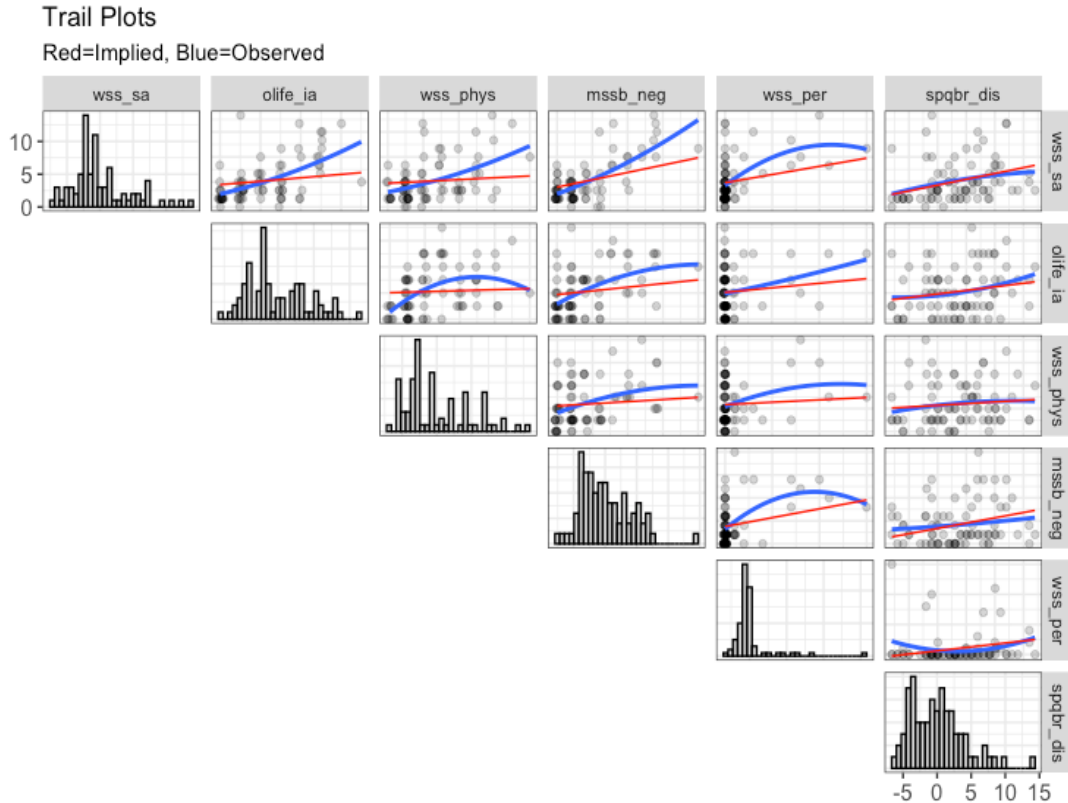 Trail Plots
Red=Implied, Blue=Observed
wss_sa olife_ia wss_phys mssb_neg wss_per spqbr_dis
10
5
0
wss_sa
olife_ia
wss_phys
mssb_neg
wss_per
spqbr_dis
-5 0 5 10 15